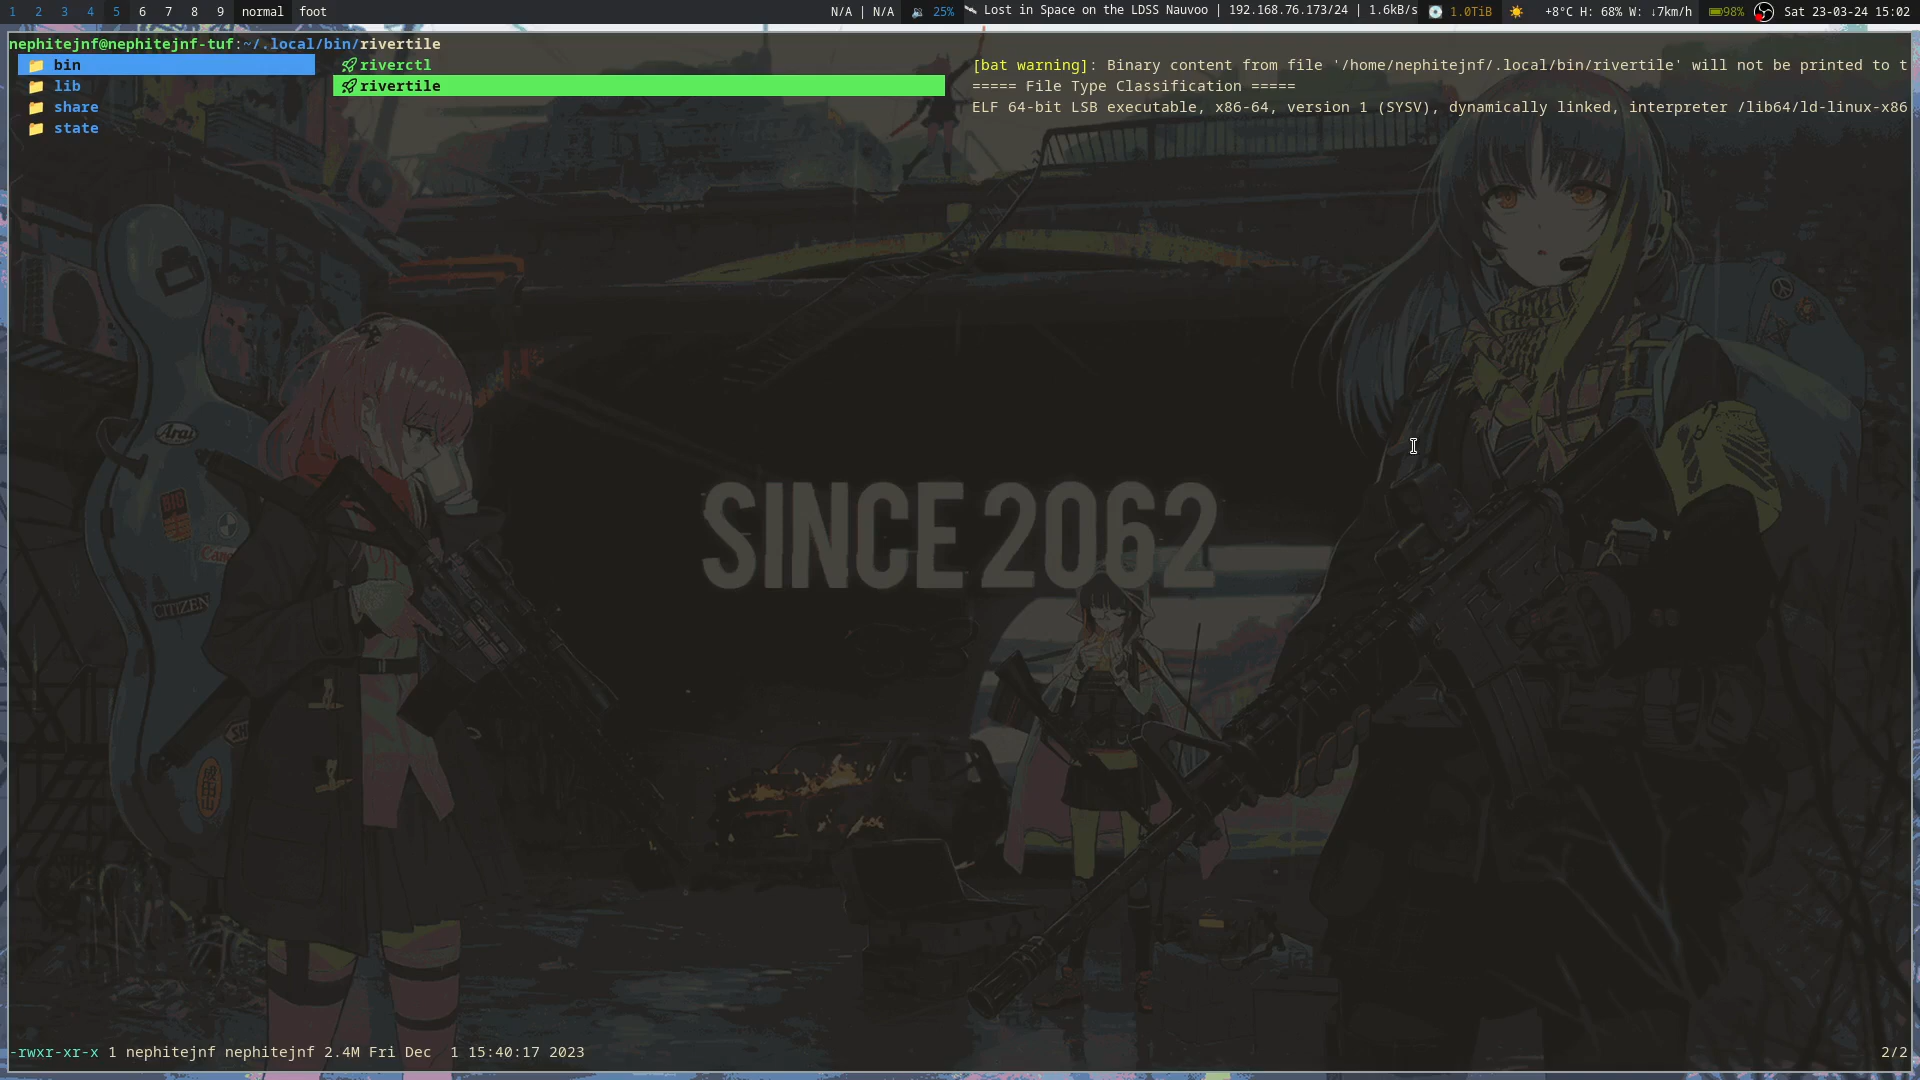 1 2 3 4 5 6 7 8 9 normal foot N/A | N/A 25% Lost in Space on the LDSS Nauvoo | 192.168.76.173/24 | 1.6kB/s 1.0TiB +8°C H: 68% W: ↓7km/h 98% Sat 23-03-24 15:02
nephitejnf@nephitejnf-tuf:~/.local/bin/rivertile
bin riverctl [bat warning]: Binary content from file '/home/nephitejnf/.local/bin/rivertile' will not be printed to t
lib rivertile ===== File Type Classification =====
share ELF 64-bit LSB executable, x86-64, version 1 (SYSV), dynamically linked, interpreter /lib64/ld-linux-x86
state
Arai
BIG
CITIZEN
SINCE 2062
-rwxr-xr-x 1 nephitejnf nephitejnf 2.4M Fri Dec  1 15:40:17 2023 2/2